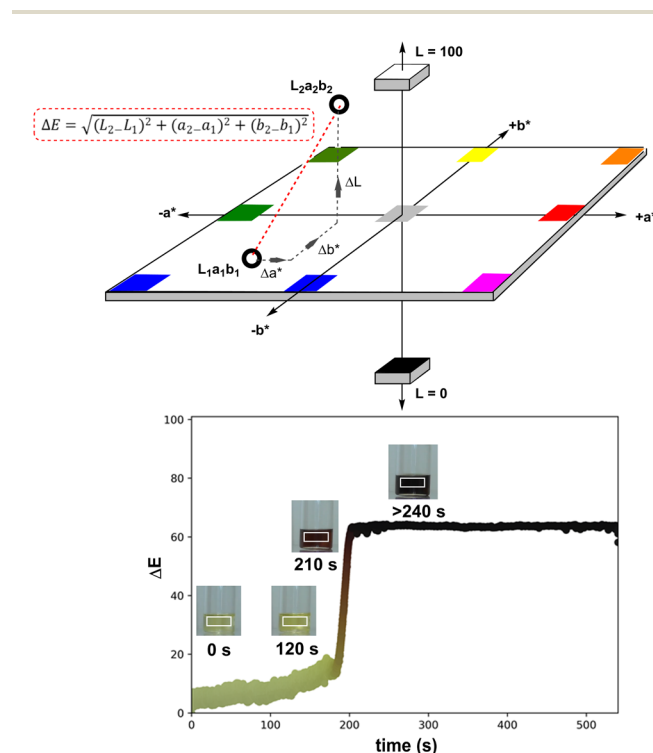 L = 100
L₂a₂b₂
ΔE = √(L₂₋L₁)² + (a₂₋a₁)² + (b₂₋b₁)²
+b*
ΔL
-a*
+a*
Δb*
L₁a₁b₁
Δa*
-b*
L = 0
100
80
60
40
20
0
ΔE
>240 s
210 s
0 s
120 s
0
100
200
300
400
500
time (s)